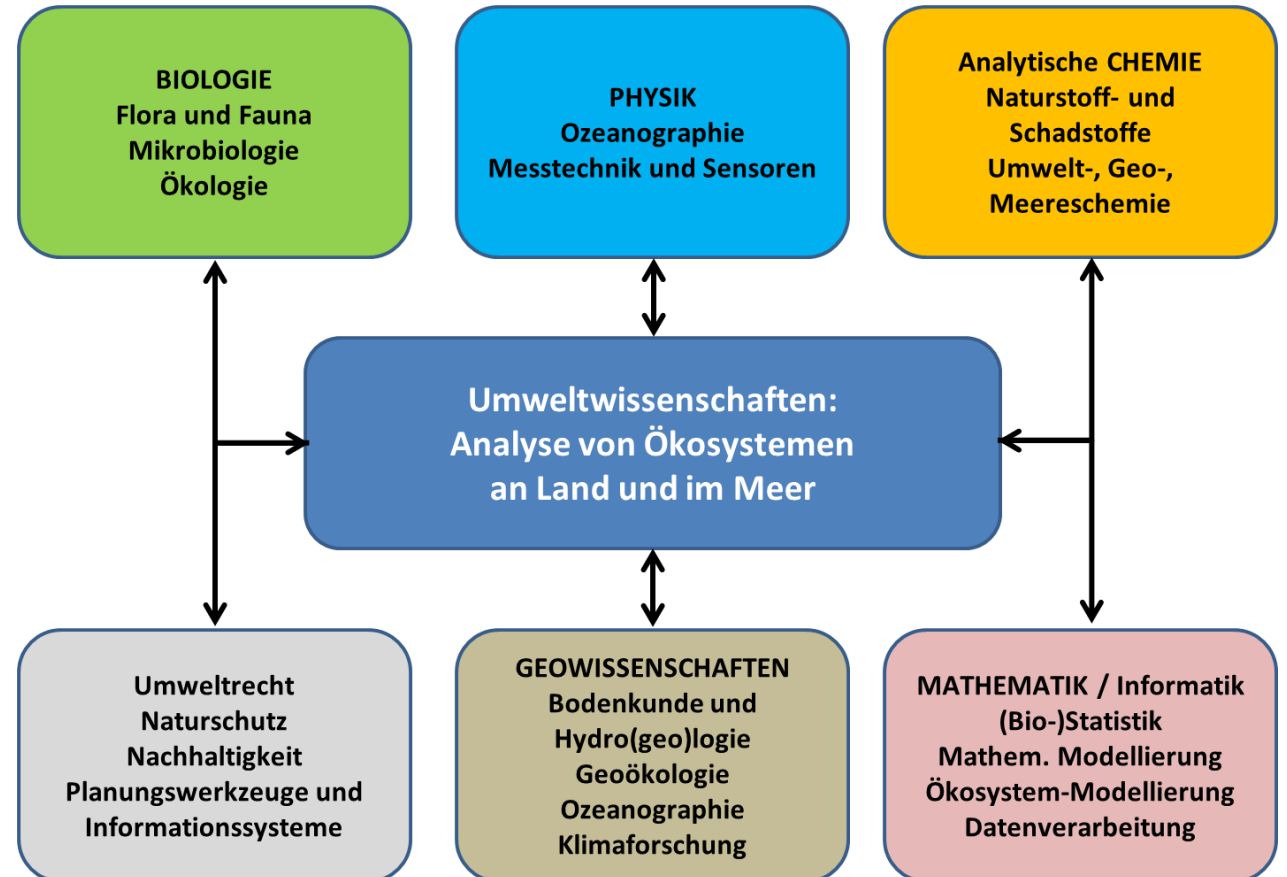 BIOLOGIE
Flora und Fauna
Mikrobiologie
Ökologie
PHYSIK
Ozeanographie
Messtechnik und Sensoren
Analytische CHEMIE
Naturstoff- und
Schadstoffe
Umwelt-, Geo-,
Meereschemie
Umweltwissenschaften:
Analyse von Ökosystemen
an Land und im Meer
Umweltrecht
Naturschutz
Nachhaltigkeit
Planungswerkzeuge und
Informationssysteme
GEOWISSENSCHAFTEN
Bodenkunde und
Hydro(geo)logie
Geoökologie
Ozeanographie
Klimaforschung
MATHEMATIK / Informatik
(Bio-)Statistik
Mathem. Modellierung
Ökosystem-Modellierung
Datenverarbeitung